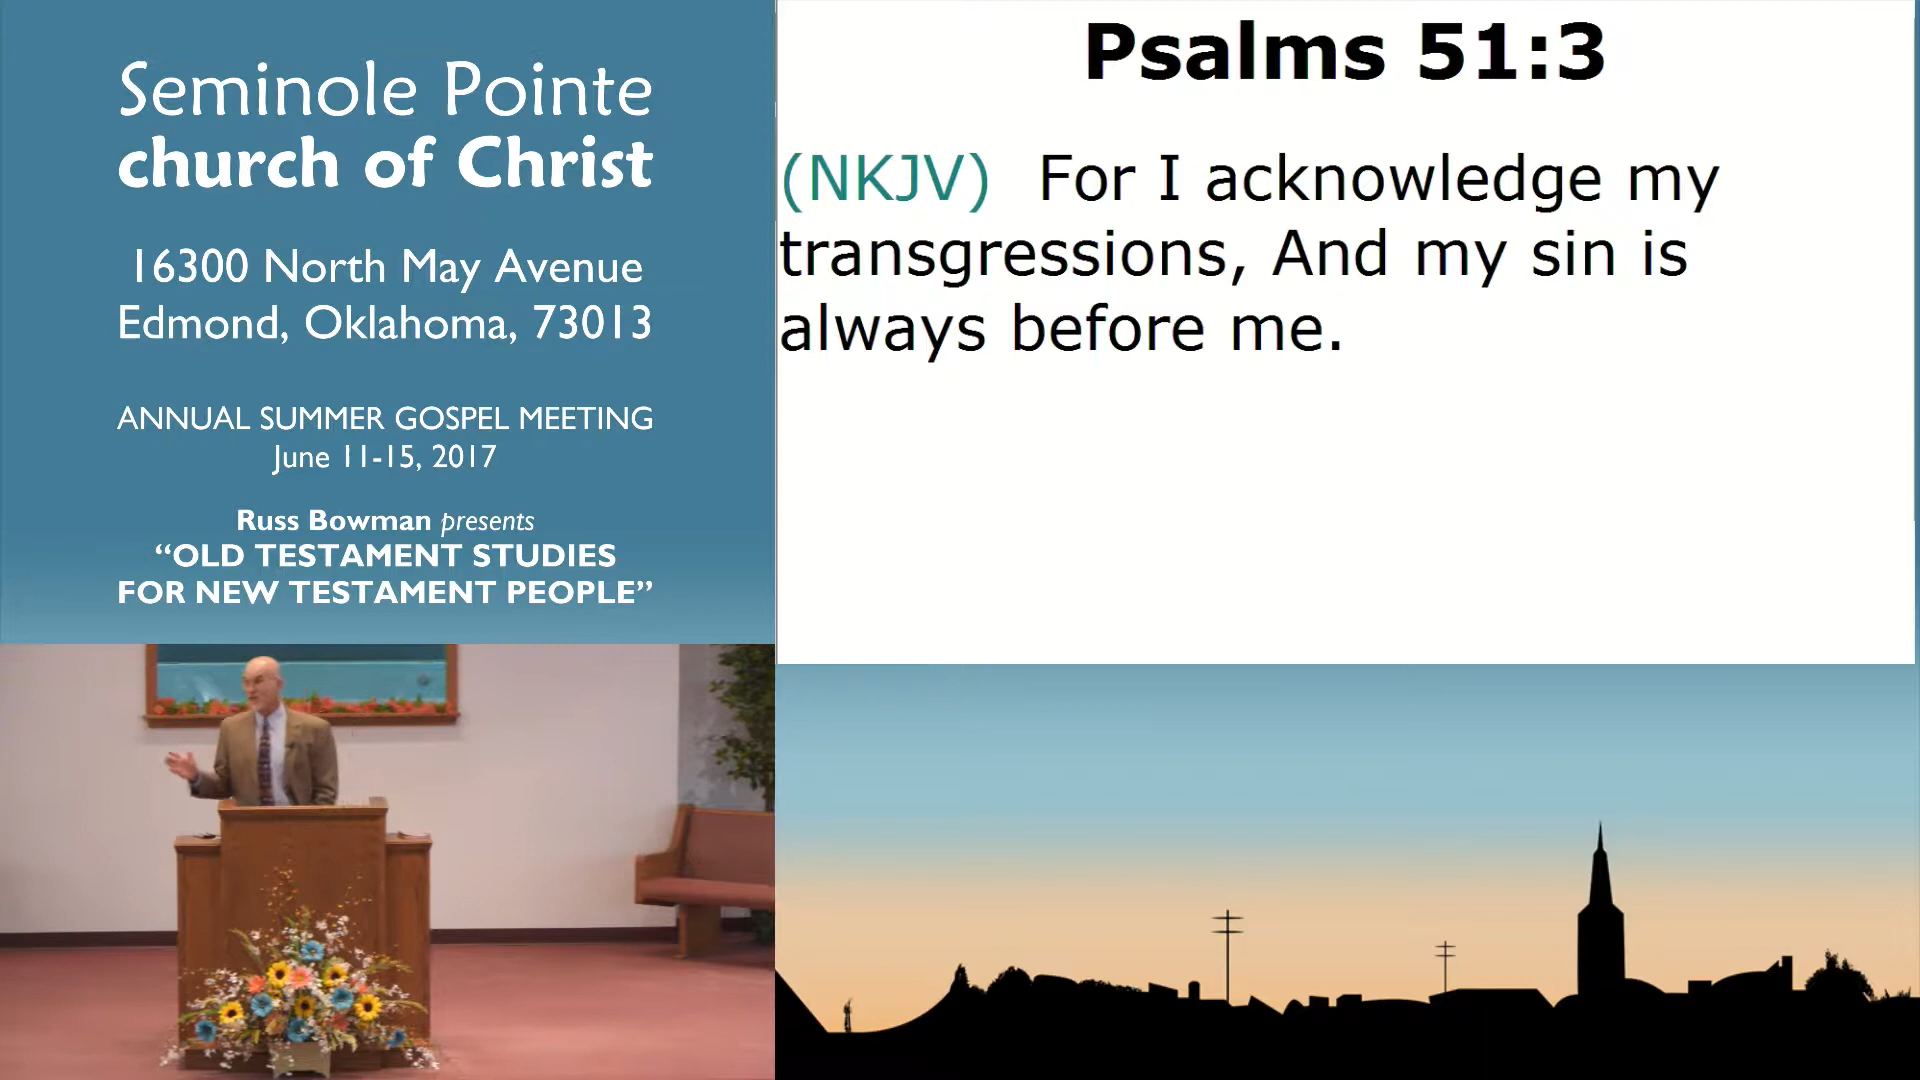 Seminole Pointe
church of Christ
16300 North May Avenue
Edmond, Oklahoma, 73013
ANNUAL SUMMER GOSPEL MEETING
June 11-15, 2017
Russ Bowman presents
“OLD TESTAMENT STUDIES
FOR NEW TESTAMENT PEOPLE”
Psalms 51:3
(NKJV) For I acknowledge my
transgressions, And my sin is
always before me.